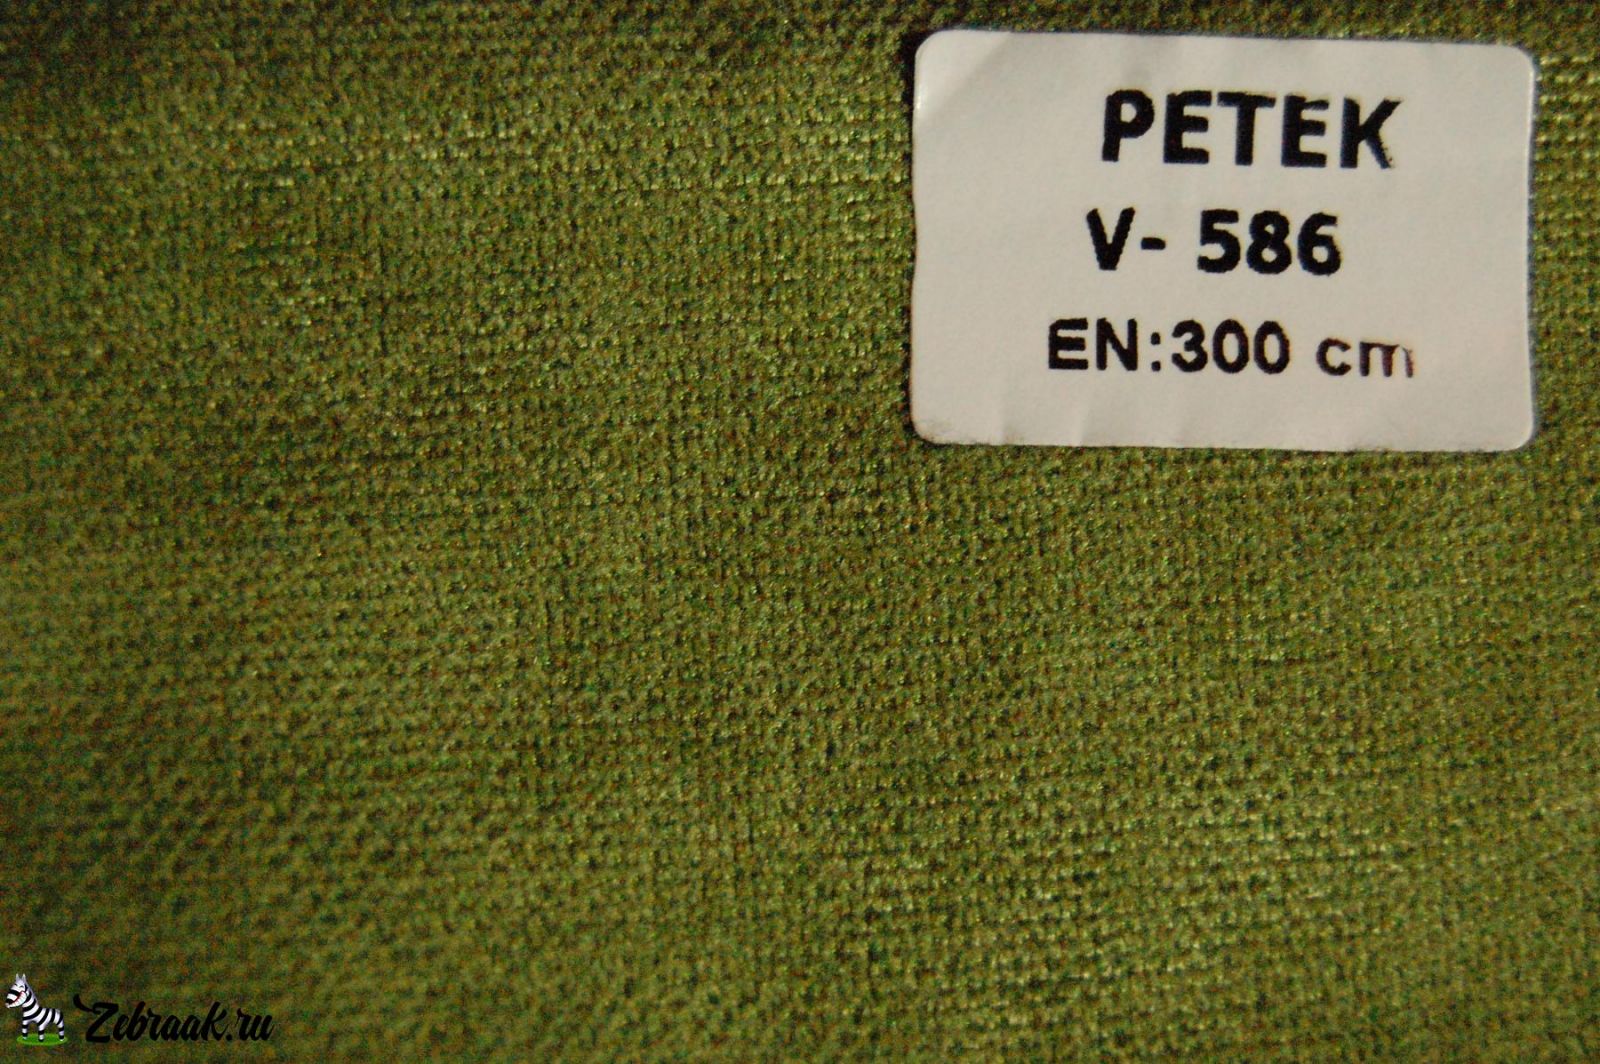 PETEK
V- 586
EN:300 cm
Zebraak.ru